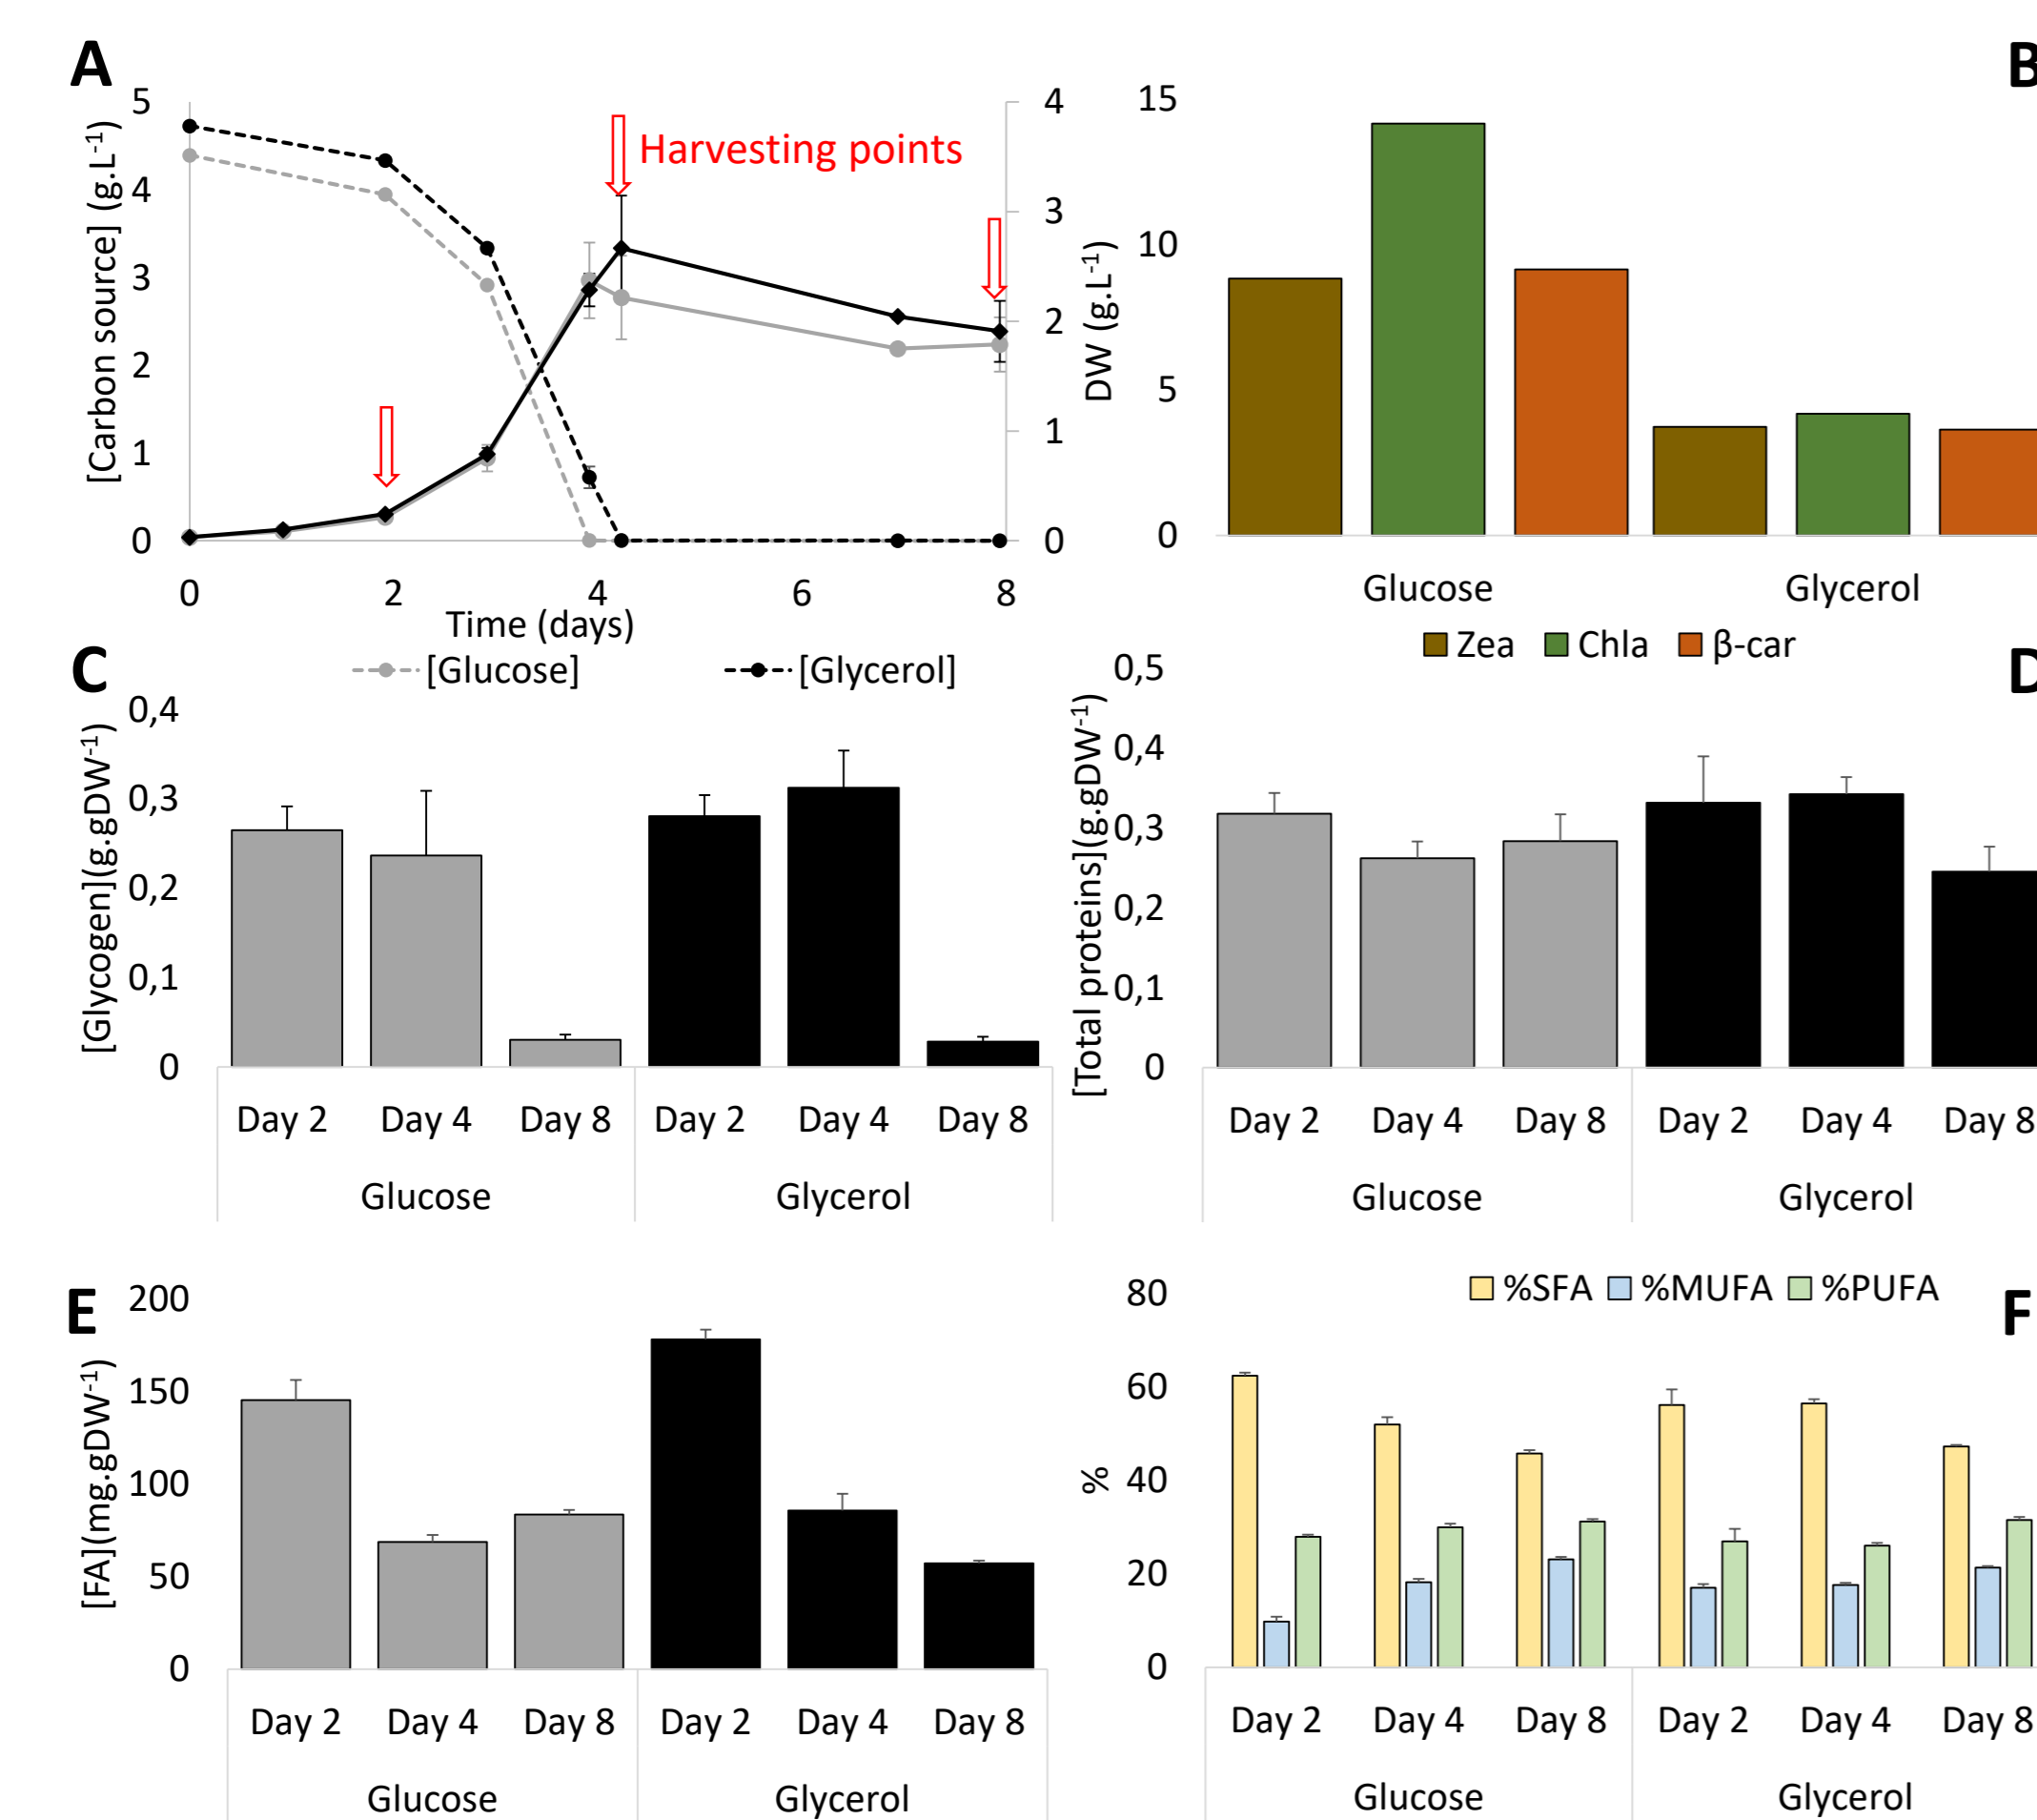 A
B
5
4
3
2
1
0
[Carbon source] (g.L-1)
4
3
2
1
0
DW (g.L-1)
Harvesting points
0 2 4 6 8
Time (days)
[Glucose] [Glycerol]
15
10
5
0
Glucose Glycerol
Zea Chla β-car
C
0,4
0,3
0,2
0,1
0
[Glycogen](g.gDW-1)
Day 2 Day 4 Day 8 Day 2 Day 4 Day 8
Glucose Glycerol
D
0,5
0,4
0,3
0,2
0,1
0
[Total proteins](g.gDW-1)
Day 2 Day 4 Day 8 Day 2 Day 4 Day 8
Glucose Glycerol
E
200
150
100
50
0
[FA](mg.gDW-1)
Day 2 Day 4 Day 8 Day 2 Day 4 Day 8
Glucose Glycerol
F
%SFA %MUFA %PUFA
80
60
40
20
0
%
Day 2 Day 4 Day 8 Day 2 Day 4 Day 8
Glucose Glycerol